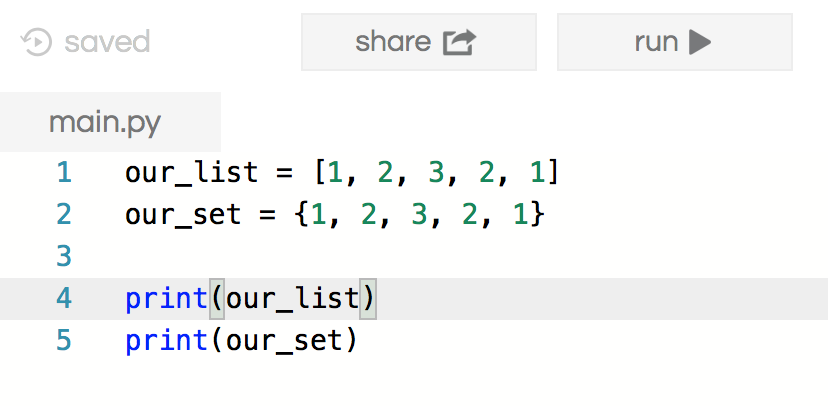 saved share run
main.py
1 our_list = [1, 2, 3, 2, 1]
2 our_set = {1, 2, 3, 2, 1}
3
4 print(our_list)
5 print(our_set)